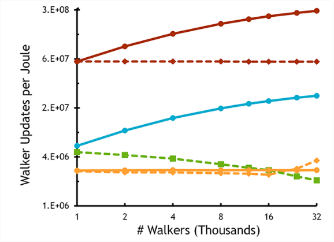 3.E+08
6.E+07
2.E+07
4.E+06
1.E+06
Walker Updates per Joule
1 2 4 8 16 32
# Walkers (Thousands)